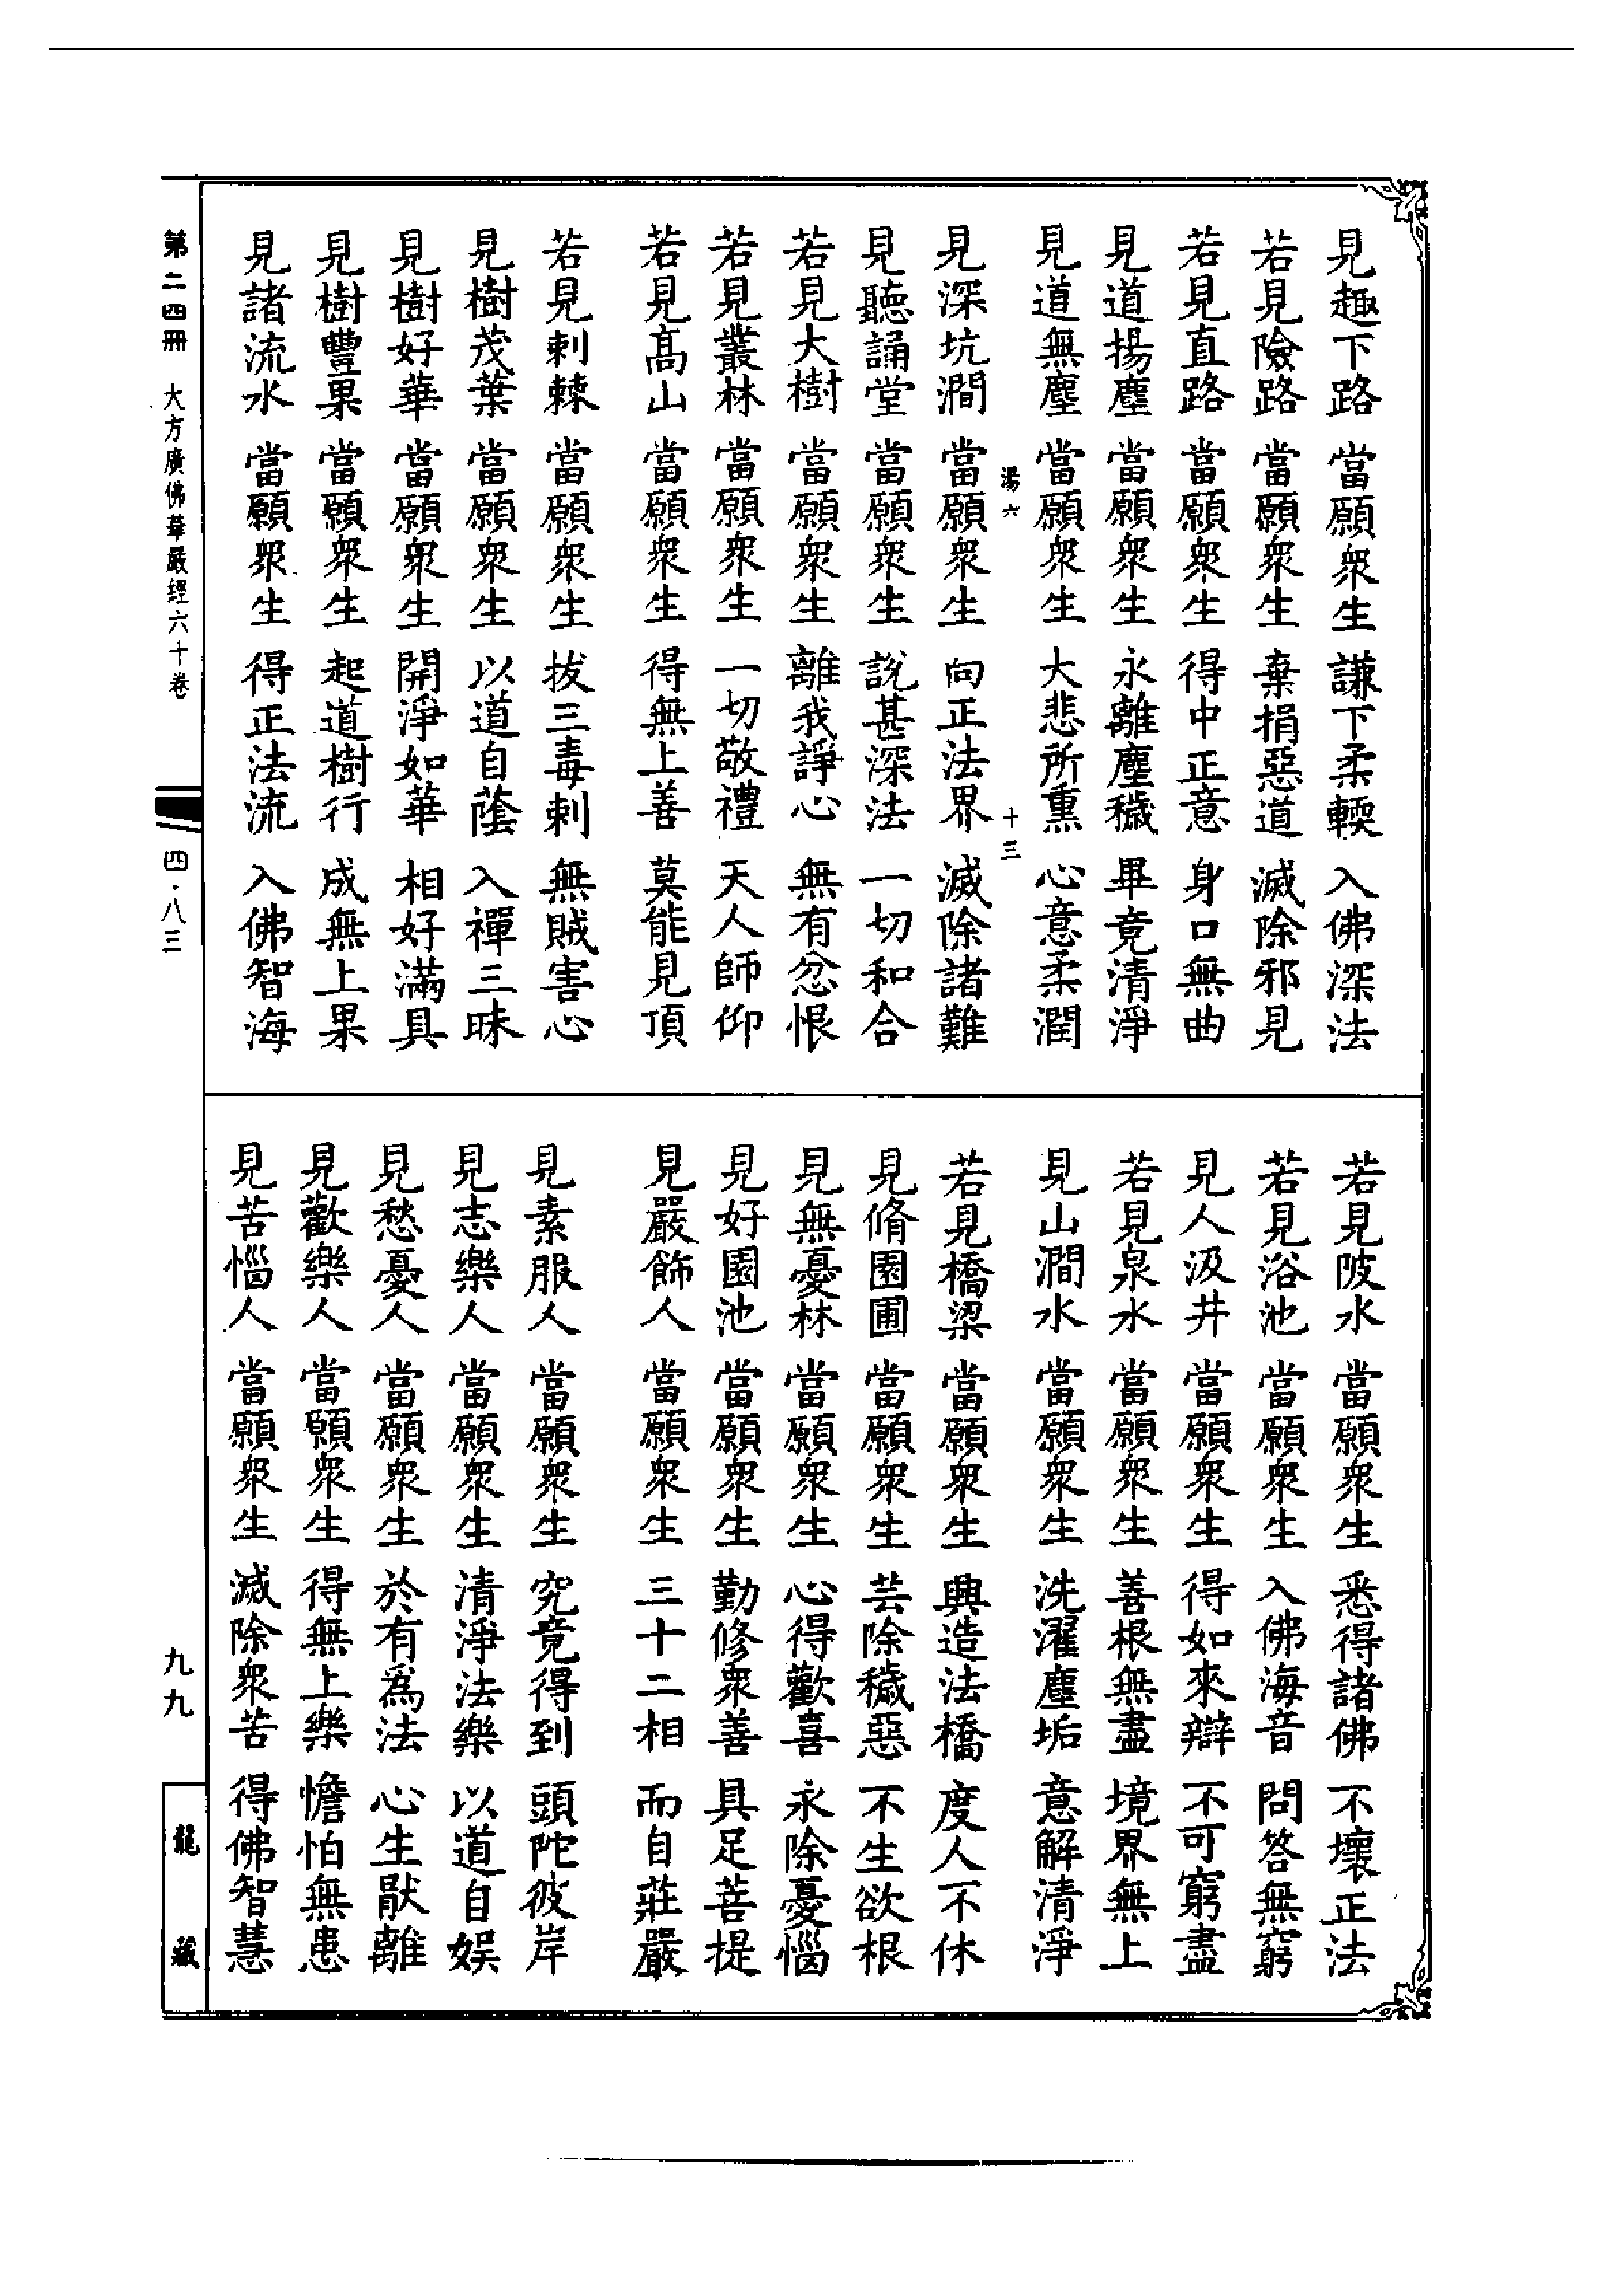 見趣下路　當願衆生　謙下柔輭　入佛深法
若見險路　當願衆生　棄捐惡道　滅除邪見
若見直路　當願衆生　得中正意　身口無曲
見道揚塵　當願衆生　永離塵穢　畢竟清淨
見道無塵　當願衆生　大悲所熏　心意柔潤
湯六　十三
見深坑澗　當願衆生　向正法界　滅除諸難
見聽誦堂　當願衆生　說甚深法　一切和合
若見大樹　當願衆生　離我諍心　無有忿恨
若見叢林　當願衆生　一切敬禮　天人師仰
若見高山　當願衆生　得無上善　莫能見頂
若見刺棘　當願衆生　拔三毒刺　無賊害心
見樹茂葉　當願衆生　以道自蔭　入禪三昧
見樹好華　當願衆生　開淨如華　相好滿具
見樹豐果　當願衆生　起道樹行　成無上果
見諸流水　當願衆生　得正法流　入佛智海
若見陂水　當願衆生　悉得諸佛　不壞正法
若見浴池　當願衆生　入佛海音　問答無窮
見人汲井　當願衆生　得如來辯　不可窮盡
若見泉水　當願衆生　善根無盡　境界無上
見山澗水　當願衆生　洗濯塵垢　意解清淨
若見橋梁　當願衆生　興造法橋　度人不休
見脩園圃　當願衆生　芸除穢惡　不生欲根
見無憂林　當願衆生　心得歡喜　永除憂惱
見好園池　當願衆生　勤修衆善　具足菩提
見嚴飾人　當願衆生　三十二相　而自莊嚴
見素服人　當願衆生　究竟得到　頭陀彼岸
見志樂人　當願衆生　清淨法樂　以道自娱
見愁憂人　當願衆生　於有爲法　心生猒離
見歡樂人　當願衆生　得無上樂　憺怕無患
見苦惱人　當願衆生　滅除衆苦　得佛智慧
第二四冊　大方廣佛華嚴經六十卷　四·八三　九九　龍藏